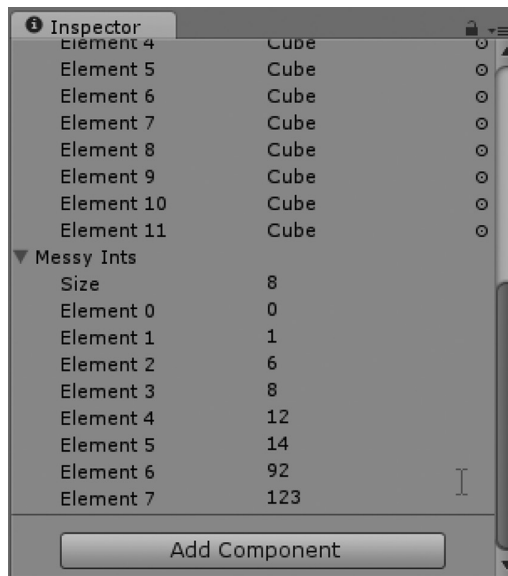 Inspector
Element 4 Cube
Element 5 Cube
Element 6 Cube
Element 7 Cube
Element 8 Cube
Element 9 Cube
Element 10 Cube
Element 11 Cube
Messy Ints
Size 8
Element 0 0
Element 1 1
Element 2 6
Element 3 8
Element 4 12
Element 5 14
Element 6 92
Element 7 123
Add Component